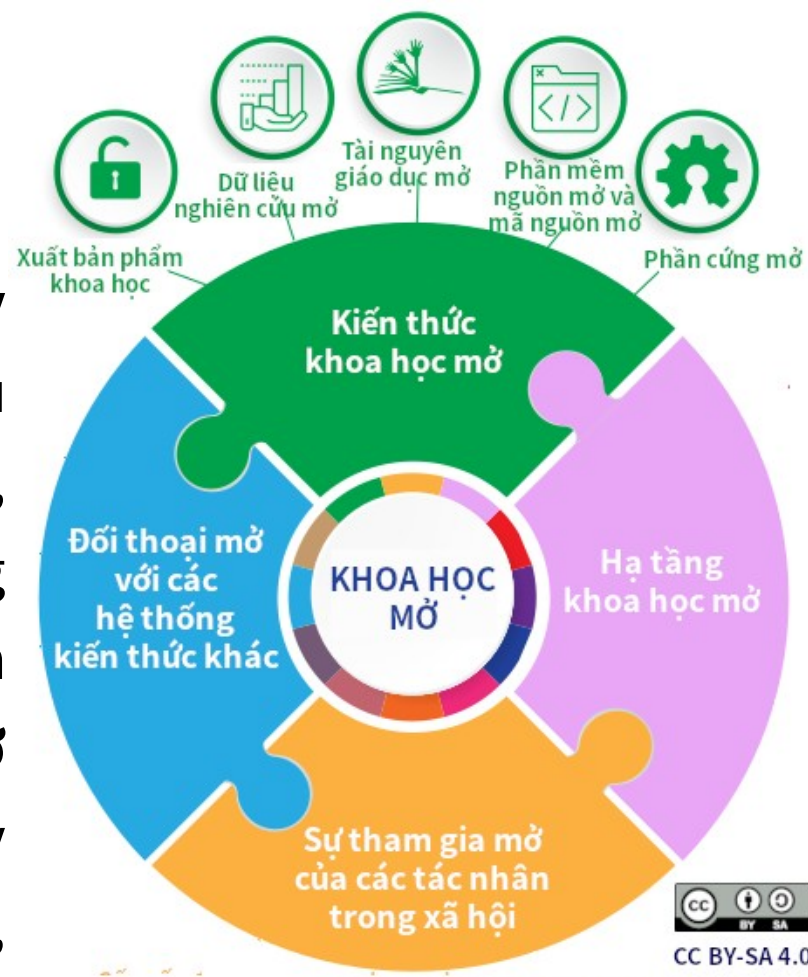 Xuất bản phẩm
khoa học
Dữ liệu
nghiên cứu mở
Tài nguyên
giáo dục mở
Phần mềm
nguồn mở và
mã nguồn mở
Phần cứng mở
Kiến thức
khoa học mở
Đối thoại mở
với các
hệ thống
kiến thức khác
KHOA HỌC
MỞ
Hạ tầng
khoa học mở
Sự tham gia mở
của các tác nhân
trong xã hội
cc BY SA
CC BY-SA 4.0